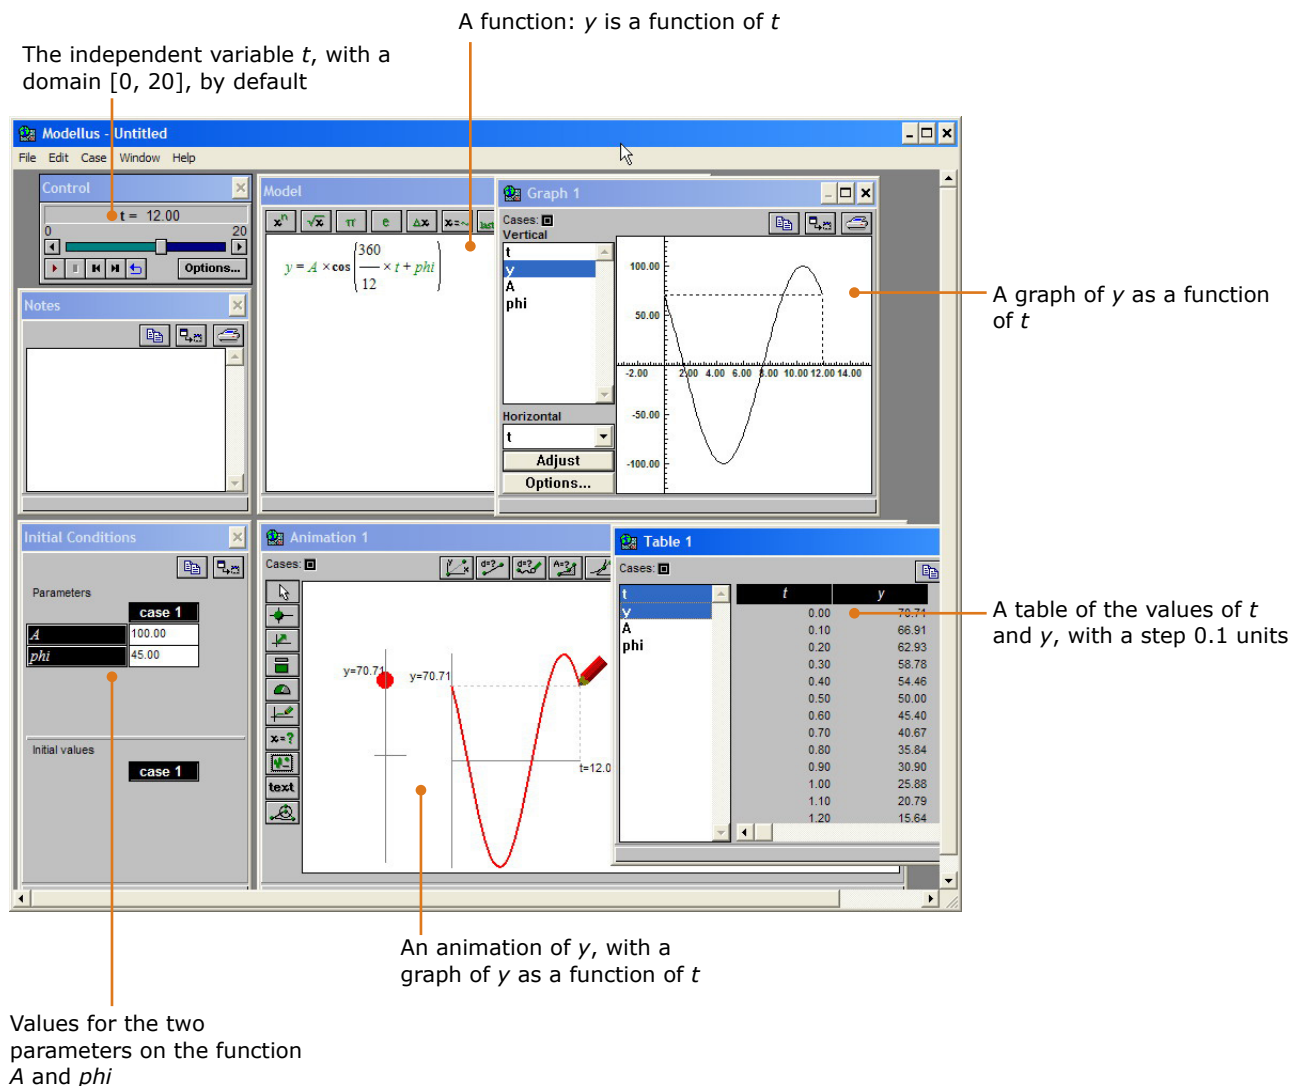 A function: y is a function of t
The independent variable t, with a
domain [0, 20], by default
Modellus - Untitled
File Edit Case Window Help
Control
t = 12.00
0 20
Options...
Model
xⁿ √x π e Δx x=~ last
y = A × cos(360/12 × t + phi)
Graph 1
Cases:
Vertical
t
y
A
phi
Horizontal
t
Adjust
Options...
100.00
50.00
-2.00 2.00 4.00 6.00 8.00 10.00 12.00 14.00
-50.00
-100.00
A graph of y as a function
of t
Notes
Initial Conditions
Parameters
case 1
A 100.00
phi 45.00
Initial values
case 1
Animation 1
Cases:
d=? d=? A=?
x=?
text
y=70.71
y=70.71
t=12.0
Table 1
Cases:
t
y
A
phi
t y
0.00 70.71
0.10 66.91
0.20 62.93
0.30 58.78
0.40 54.46
0.50 50.00
0.60 45.40
0.70 40.67
0.80 35.84
0.90 30.90
1.00 25.88
1.10 20.79
1.20 15.64
A table of the values of t
and y, with a step 0.1 units
An animation of y, with a
graph of y as a function of t
Values for the two
parameters on the function
A and phi